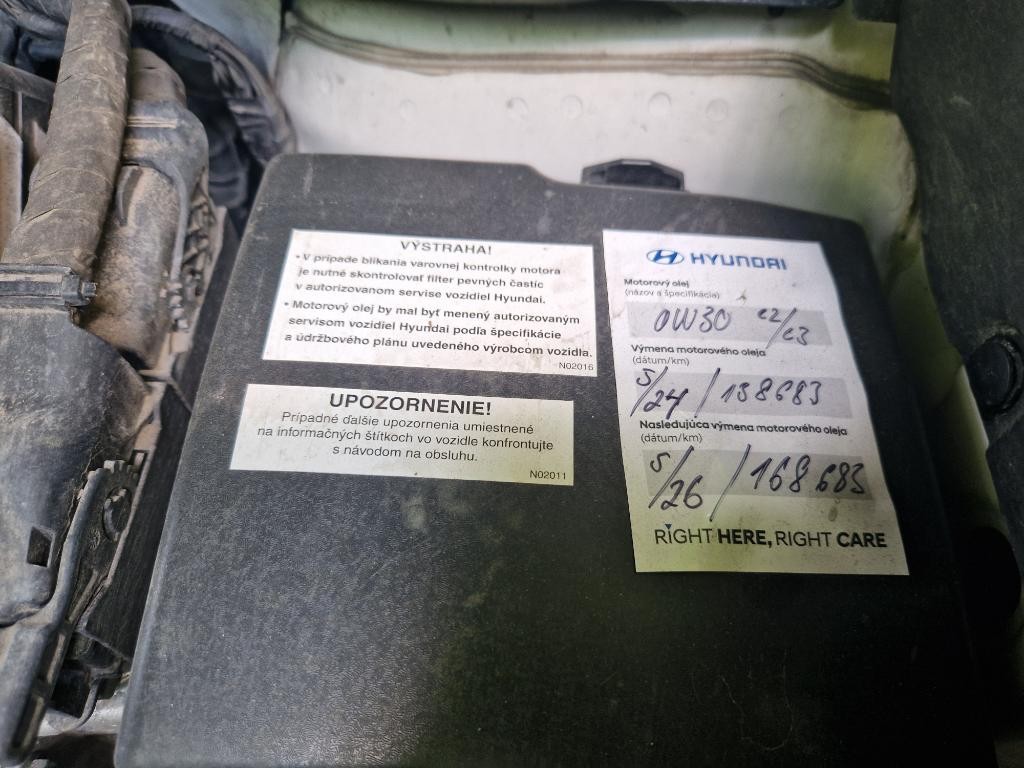 VÝSTRAHA!
• V prípade blikania varovnej kontrolky motora
je nutné skontrolovať filter pevných častíc
v autorizovanom servise vozidiel Hyundai.
• Motorový olej by mal byť menený autorizovaným
servisom vozidiel Hyundai podľa špecifikácie
a údržbového plánu uvedeného výrobcom vozidla.
N02016
UPOZORNENIE!
Prípadné ďalšie upozornenia umiestnené
na informačných štítkoch vo vozidle konfrontujte
s návodom na obsluhu.
N02011
HYUNDAI
Motorový olej
(názov a špecifikácia)
0W30 C2/C3
Výmena motorového oleja
(dátum/km)
5/24 / 138683
Nasledujúca výmena motorového oleja
(dátum/km)
5/26 / 168683
RIGHT HERE, RIGHT CARE